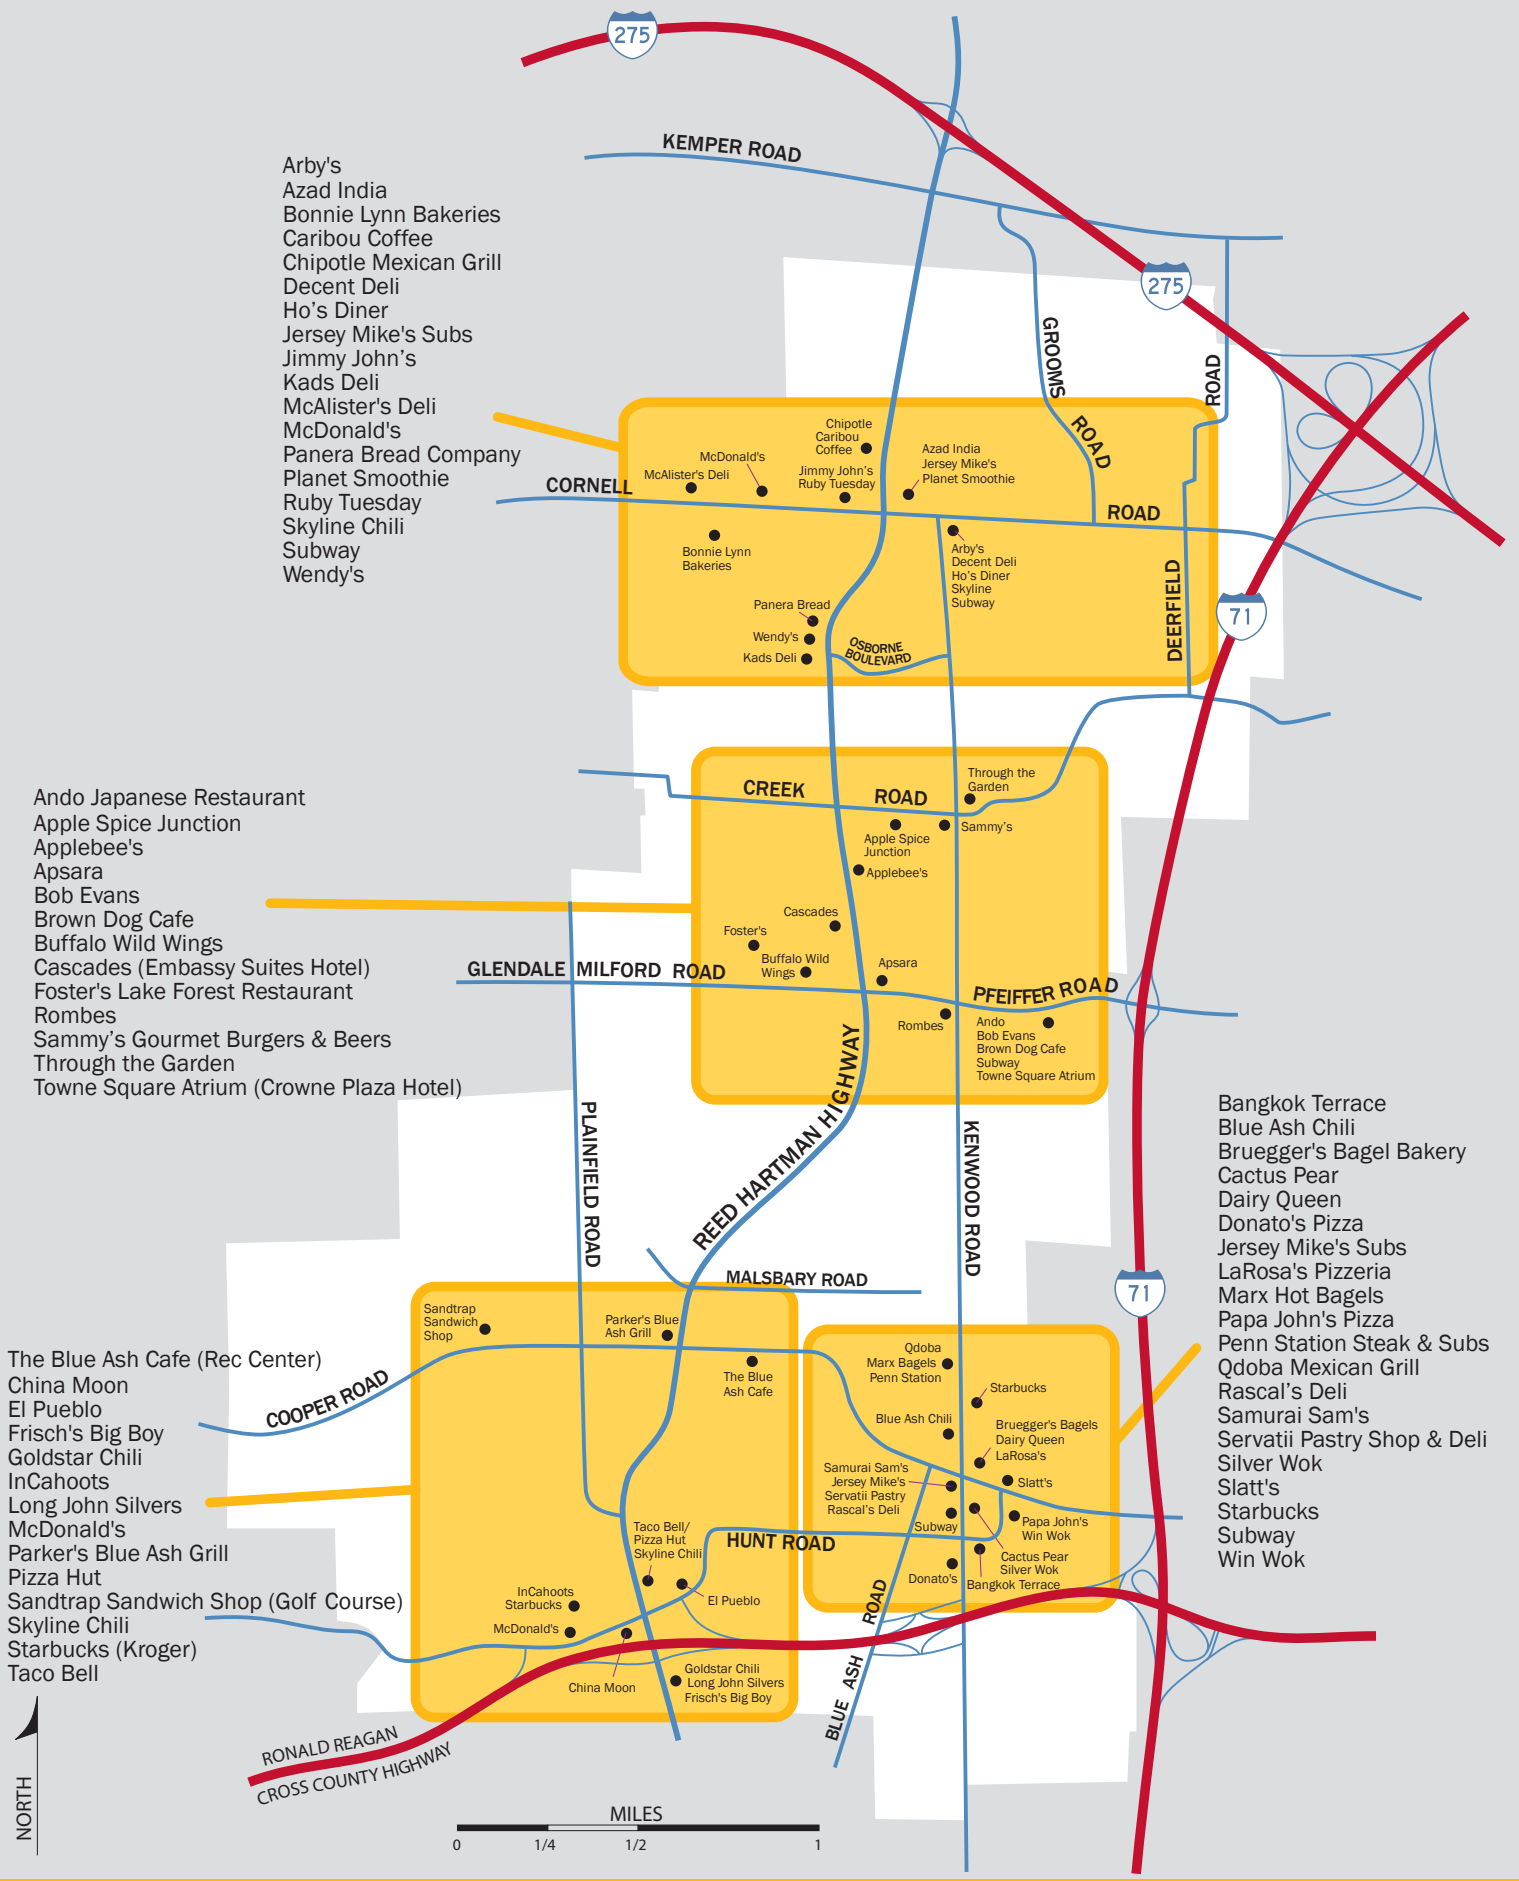 275
KEMPER ROAD
275
Arby's
Azad India
Bonnie Lynn Bakeries
Caribou Coffee
Chipotle Mexican Grill
Decent Deli
Ho’s Diner
Jersey Mike's Subs
Jimmy John’s
Kads Deli
McAlister's Deli
McDonald's
Panera Bread Company
Planet Smoothie
Ruby Tuesday
Skyline Chili
Subway
Wendy's
GROOMS
ROAD
ROAD
DEERFIELD
71
Chipotle
Caribou
Coffee
McDonald's
McAlister's Deli
Jimmy John’s
Ruby Tuesday
Azad India
Jersey Mike's
Planet Smoothie
CORNELL
ROAD
Bonnie Lynn
Bakeries
Arby's
Decent Deli
Ho’s Diner
Skyline
Subway
Panera Bread
Wendy's
Kads Deli
OSBORNE
BOULEVARD
Ando Japanese Restaurant
Apple Spice Junction
Applebee's
Apsara
Bob Evans
Brown Dog Cafe
Buffalo Wild Wings
Cascades (Embassy Suites Hotel)
Foster's Lake Forest Restaurant
Rombes
Sammy’s Gourmet Burgers & Beers
Through the Garden
Towne Square Atrium (Crowne Plaza Hotel)
Through the
Garden
CREEK
ROAD
Apple Spice
Junction
Sammy’s
Applebee's
Cascades
Foster's
Buffalo Wild
Wings
Apsara
GLENDALE MILFORD ROAD
PFEIFFER ROAD
Rombes
Ando
Bob Evans
Brown Dog Cafe
Subway
Towne Square Atrium
REED HARTMAN HIGHWAY
PLAINFIELD ROAD
KENWOOD ROAD
MALSBARY ROAD
71
Bangkok Terrace
Blue Ash Chili
Bruegger's Bagel Bakery
Cactus Pear
Dairy Queen
Donato's Pizza
Jersey Mike's Subs
LaRosa's Pizzeria
Marx Hot Bagels
Papa John's Pizza
Penn Station Steak & Subs
Qdoba Mexican Grill
Rascal’s Deli
Samurai Sam's
Servatii Pastry Shop & Deli
Silver Wok
Slatt's
Starbucks
Subway
Win Wok
The Blue Ash Cafe (Rec Center)
China Moon
El Pueblo
Frisch's Big Boy
Goldstar Chili
InCahoots
Long John Silvers
McDonald's
Parker's Blue Ash Grill
Pizza Hut
Sandtrap Sandwich Shop (Golf Course)
Skyline Chili
Starbucks (Kroger)
Taco Bell
COOPER ROAD
Sandtrap
Sandwich
Shop
Parker's Blue
Ash Grill
The Blue
Ash Cafe
Taco Bell/
Pizza Hut
Skyline Chili
HUNT ROAD
El Pueblo
InCahoots
Starbucks
McDonald's
China Moon
Goldstar Chili
Long John Silvers
Frisch's Big Boy
Qdoba
Marx Bagels
Penn Station
Starbucks
Blue Ash Chili
Bruegger's Bagels
Dairy Queen
LaRosa's
Samurai Sam's
Jersey Mike's
Servatii Pastry
Rascal's Deli
Slatt's
Subway
Papa John's
Win Wok
Cactus Pear
Silver Wok
Donato's
Bangkok Terrace
BLUE ASH ROAD
RONALD REAGAN
CROSS COUNTY HIGHWAY
NORTH
MILES
0 1/4 1/2 1